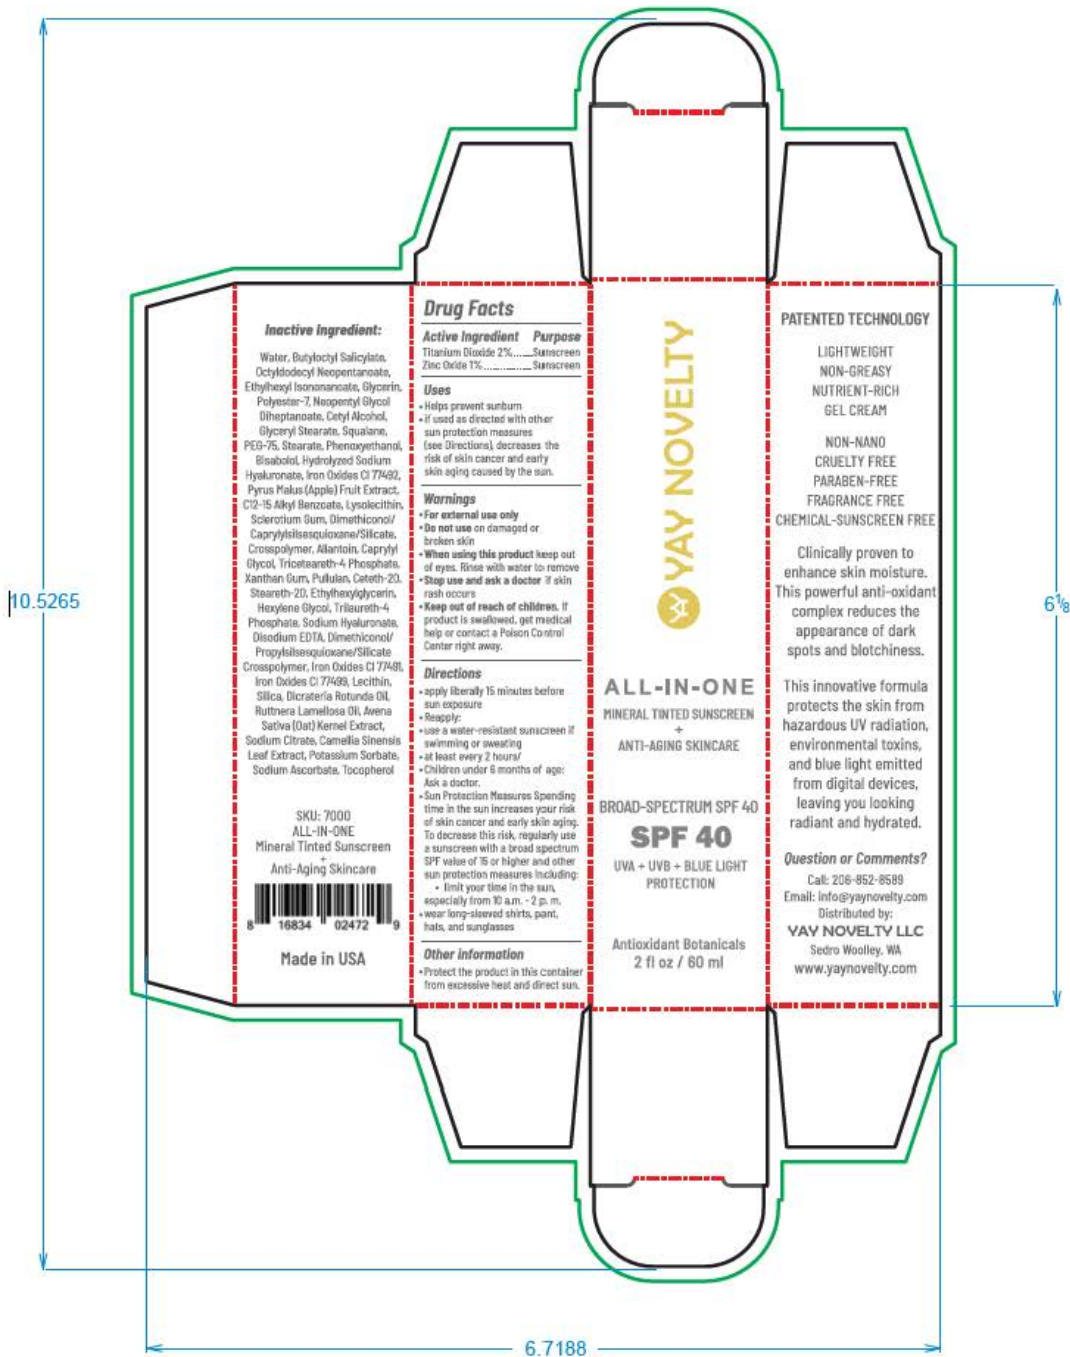 10.5265
Inactive Ingredient:
Water, Butyloctyl Salicylate,
Octyldodecyl Neopentanoate,
Ethylhexyl Isononanoate, Glycerin,
Polyester-7, Neopentyl Glycol
Diheptanoate, Cetyl Alcohol,
Glyceryl Stearate, Squalane,
PEG-75, Stearate, Phenoxyethanol,
Bisabolol, Hydrolyzed Sodium
Hyaluronate, Iron Oxides CI 77492,
Pyrus Malus (Apple) Fruit Extract,
C12-15 Alkyl Benzoate, Lysolecithin,
Sclerotium Gum, Dimethiconol/
Caprylylsilsesquioxane/Silicate,
Crosspolymer, Allantoin, Caprylyl
Glycol, Triceteareth-4 Phosphate,
Xanthan Gum, Pullulan, Ceteth-20,
Steareth-20, Ethylhexylglycerin,
Hexylene Glycol, Trilaureth-4
Phosphate, Sodium Hyaluronate,
Disodium EDTA, Dimethiconol/
Propylsilsesquioxane/Silicate
Crosspolymer, Iron Oxides CI 77491,
Iron Oxides CI 77499, Lecithin,
Silica, Dicrateria Rotunda Oil,
Ruttnera Lamellosa Oil, Avena
Sativa (Oat) Kernel Extract,
Sodium Citrate, Camellia Sinensis
Leaf Extract, Potassium Sorbate,
Sodium Ascorbate, Tocopherol
SKU: 7000
ALL-IN-ONE
Mineral Tinted Sunscreen
+
Anti-Aging Skincare
8 16834 02472 9
Made in USA
Drug Facts
Active Ingredient Purpose
Titanium Dioxide 2%......Sunscreen
Zinc Oxide 1%..............Sunscreen
Uses
• Helps prevent sunburn
• if used as directed with other
sun protection measures
(see Directions), decreases the
risk of skin cancer and early
skin aging caused by the sun.
Warnings
• For external use only
• Do not use on damaged or
broken skin
• When using this product keep out
of eyes. Rinse with water to remove
• Stop use and ask a doctor if skin
rash occurs
• Keep out of reach of children. If
product is swallowed, get medical
help or contact a Poison Control
Center right away.
Directions
• apply liberally 15 minutes before
sun exposure
• Reapply:
• use a water-resistant sunscreen if
swimming or sweating
• at least every 2 hours/
• Children under 6 months of age:
Ask a doctor.
• Sun Protection Measures Spending
time in the sun increases your risk
of skin cancer and early skin aging.
To decrease this risk, regularly use
a sunscreen with a broad spectrum
SPF value of 15 or higher and other
sun protection measures including:
• limit your time in the sun,
especially from 10 a.m. - 2 p. m.
• wear long-sleeved shirts, pant,
hats, and sunglasses
Other information
• Protect the product in this container
from excessive heat and direct sun.
YAY YAY NOVELTY
ALL-IN-ONE
MINERAL TINTED SUNSCREEN
+
ANTI-AGING SKINCARE
BROAD-SPECTRUM SPF 40
SPF 40
UVA + UVB + BLUE LIGHT
PROTECTION
Antioxidant Botanicals
2 fl oz / 60 ml
PATENTED TECHNOLOGY
LIGHTWEIGHT
NON-GREASY
NUTRIENT-RICH
GEL CREAM
NON-NANO
CRUELTY FREE
PARABEN-FREE
FRAGRANCE FREE
CHEMICAL-SUNSCREEN FREE
Clinically proven to
enhance skin moisture.
This powerful anti-oxidant
complex reduces the
appearance of dark
spots and blotchiness.
This innovative formula
protects the skin from
hazardous UV radiation,
environmental toxins,
and blue light emitted
from digital devices,
leaving you looking
radiant and hydrated.
Question or Comments?
Call: 206-852-8589
Email: info@yaynovelty.com
Distributed by:
YAY NOVELTY LLC
Sedro Woolley, WA
www.yaynovelty.com
6⅛
6.7188